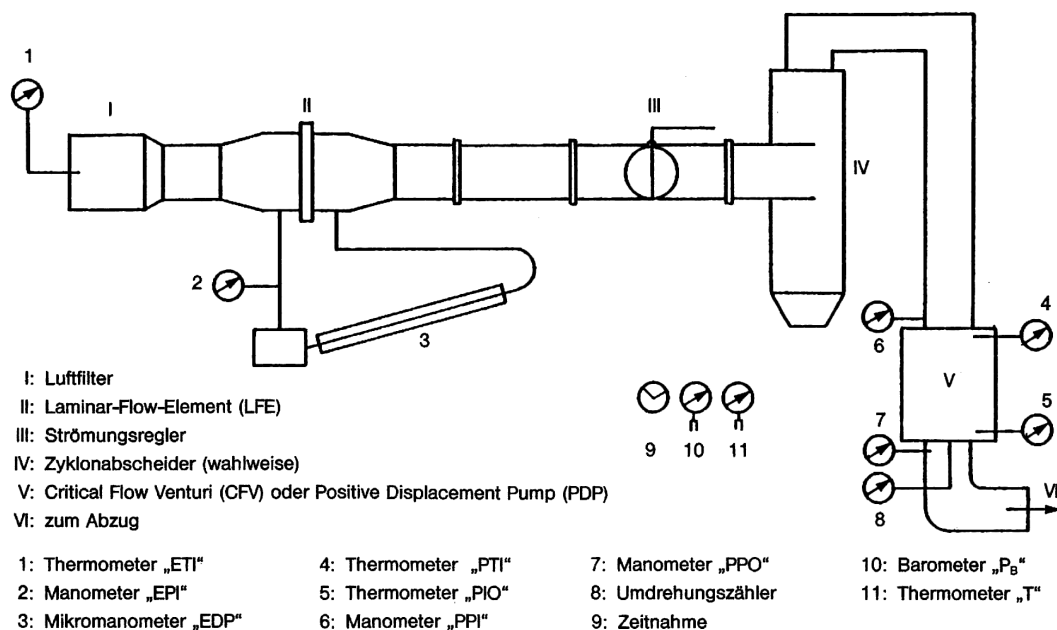 1
I
II
III
IV
2
3
4
6
V
5
9
10
11
7
8
VI
I: Luftfilter
II: Laminar-Flow-Element (LFE)
III: Strömungsregler
IV: Zyklonabscheider (wahlweise)
V: Critical Flow Venturi (CFV) oder Positive Displacement Pump (PDP)
VI: zum Abzug
1: Thermometer „ETI“
2: Manometer „EPI“
3: Mikromanometer „EDP“
4: Thermometer „PTI“
5: Thermometer „PIO“
6: Manometer „PPI“
7: Manometer „PPO“
8: Umdrehungszähler
9: Zeitnahme
10: Barometer „PB“
11: Thermometer „T“